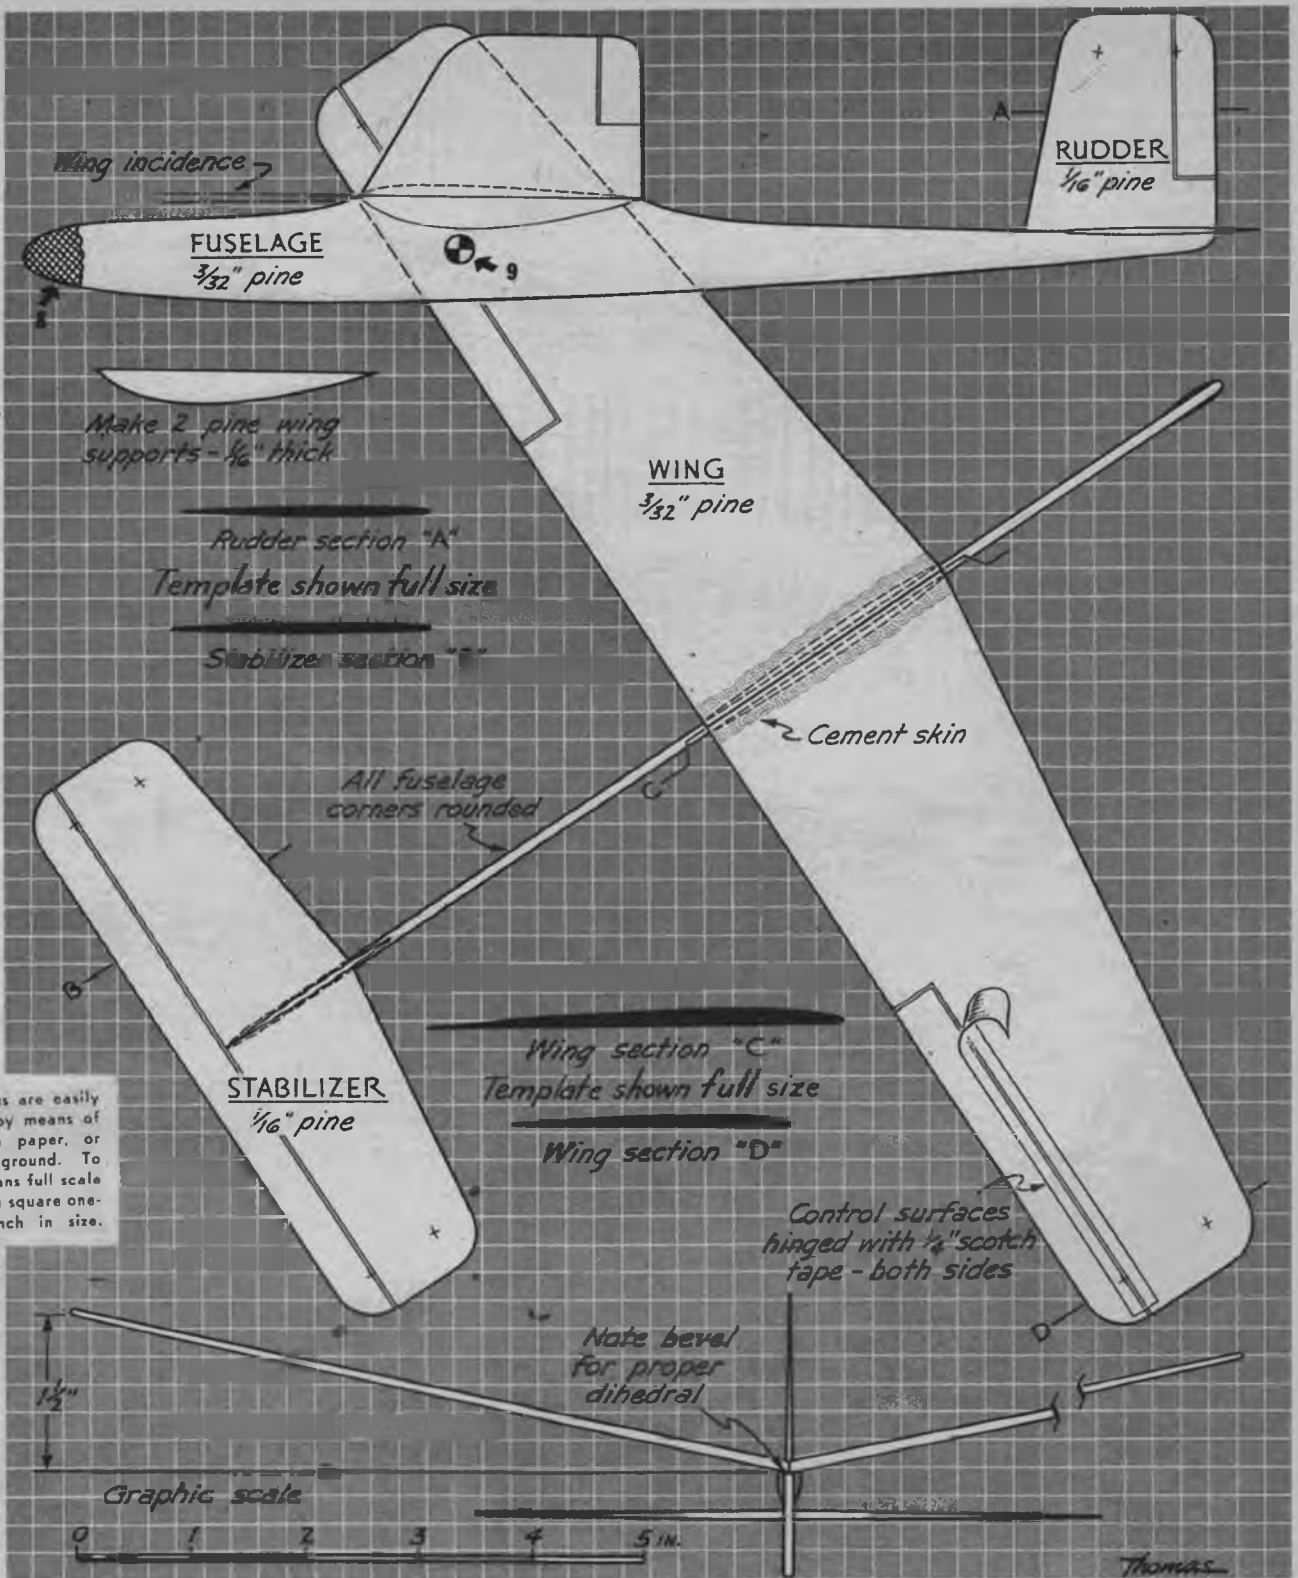 Wing incidence
A
RUDDER
1/16" pine
FUSELAGE
3/32" pine
9
Make 2 pine wing
supports - 1/16" thick
WING
3/32" pine
Rudder section "A"
Template shown full size
Stabilizer section "B"
Cement skin
All fuselage
corners rounded
C
B
Wing section "C"
Template shown full size
STABILIZER
1/16" pine
Wing section "D"
are easily
by means of
paper, or
ground. To
full scale
square one-
in size.
Control surfaces
hinged with 1/4" scotch
tape - both sides
D
Note bevel
for proper
dihedral
1 1/2"
Graphic scale
0 1 2 3 4 5 IN.
Thomas